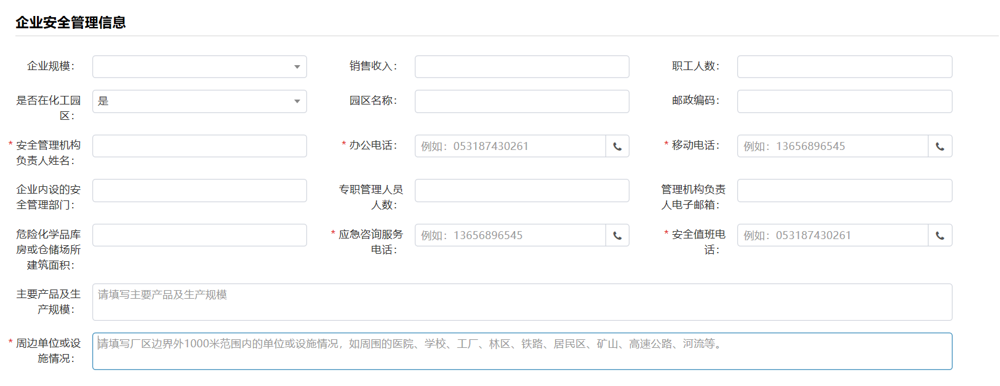 企业安全管理信息
企业规模：
销售收入：
职工人数：
是否在化工园
区：
是
园区名称：
邮政编码：
* 安全管理机构
负责人姓名：
* 办公电话：
例如：053187430261
* 移动电话：
例如：13656896545
企业内设的安
全管理部门：
专职管理人员
人数：
管理机构负责
人电子邮箱：
危险化学品库
房或仓储场所
建筑面积：
* 应急咨询服务
电话：
例如：13656896545
* 安全值班电
话：
例如：053187430261
主要产品及生
产规模：
请填写主要产品及生产规模
* 周边单位或设
施情况：
请填写厂区边界外1000米范围内的单位或设施情况，如周围的医院、学校、工厂、林区、铁路、居民区、矿山、高速公路、河流等。